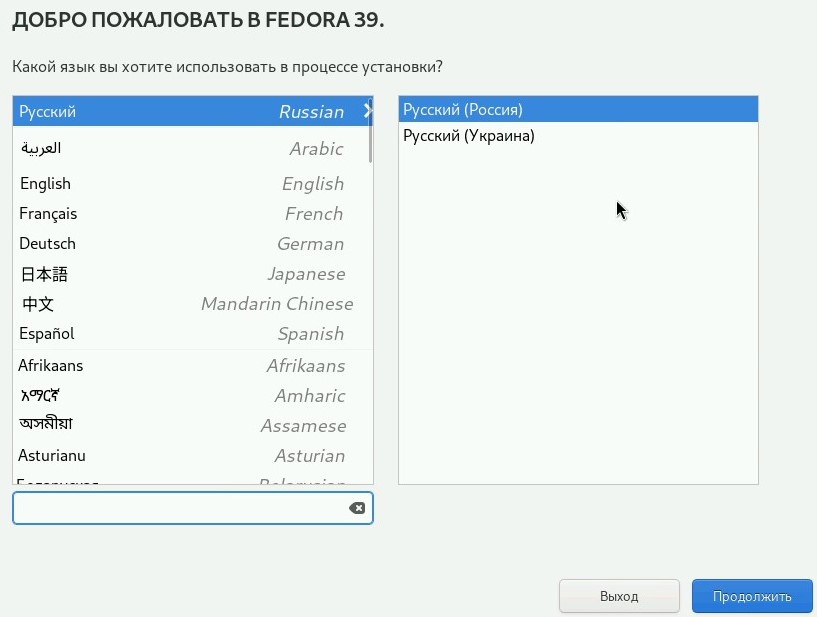 ДОБРО ПОЖАЛОВАТЬ В FEDORA 39.
Какой язык вы хотите использовать в процессе установки?
Русский Russian
العربية Arabic
English English
Français French
Deutsch German
日本語 Japanese
中文 Mandarin Chinese
Español Spanish
Afrikaans Afrikaans
አማርኛ Amharic
অসমীয়া Assamese
Asturianu Asturian
Беларуская Belarusian
Русский (Россия)
Русский (Украина)
Выход
Продолжить